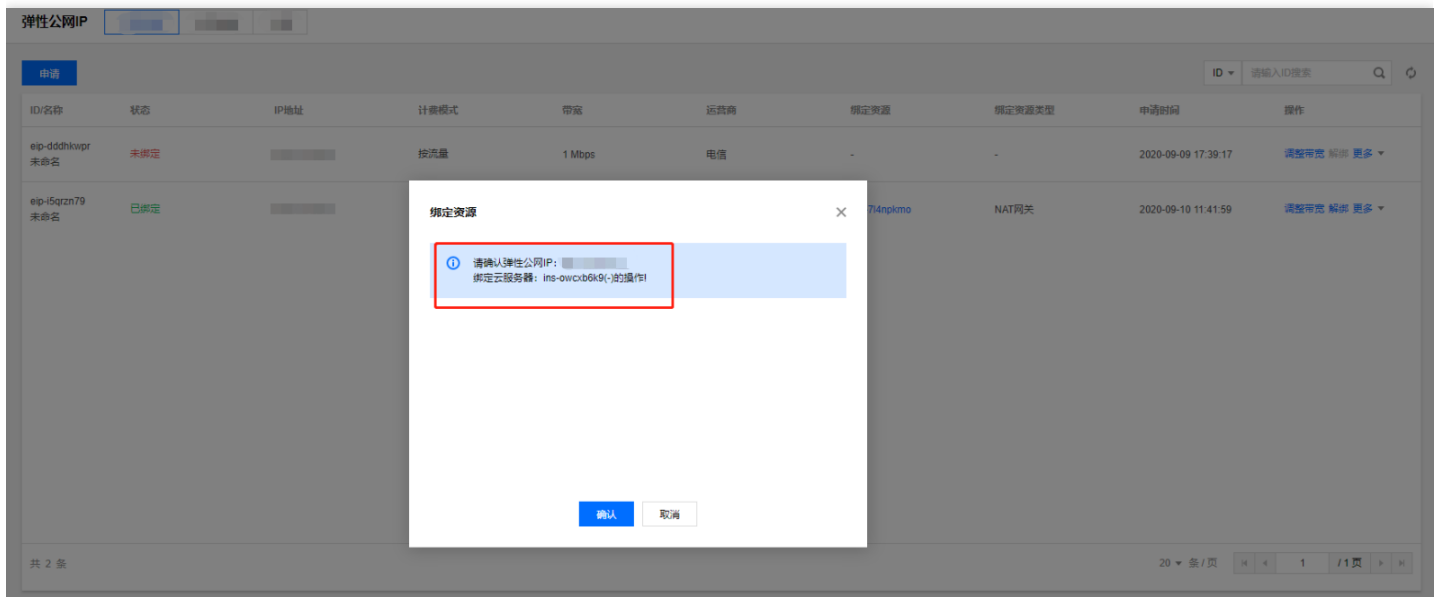 弹性公网IP
申请
ID
请输入ID搜索
ID/名称 状态 IP地址 计费模式 带宽 运营商 绑定资源 绑定资源类型 申请时间 操作
eip-dddhkwpr
未命名
未绑定 按流量 1 Mbps 电信 - - 2020-09-09 17:39:17 调整带宽 解绑 更多
eip-i5qrzn79
未命名
已绑定 7l4npkmo NAT网关 2020-09-10 11:41:59 调整带宽 解绑 更多
绑定资源
请确认弹性公网IP：
绑定云服务器：ins-owcxb6k9(-)的操作!
确认 取消
共 2 条 20 条/页 1 /1页